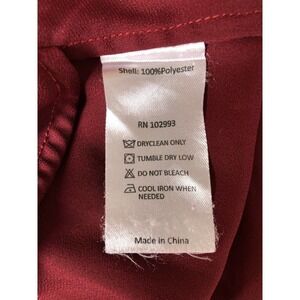 Shell: 100%Polyester
RN 102993
DRYCLEAN ONLY
TUMBLE DRY LOW
DO NOT BLEACH
COOL IRON WHEN
NEEDED
Made in China